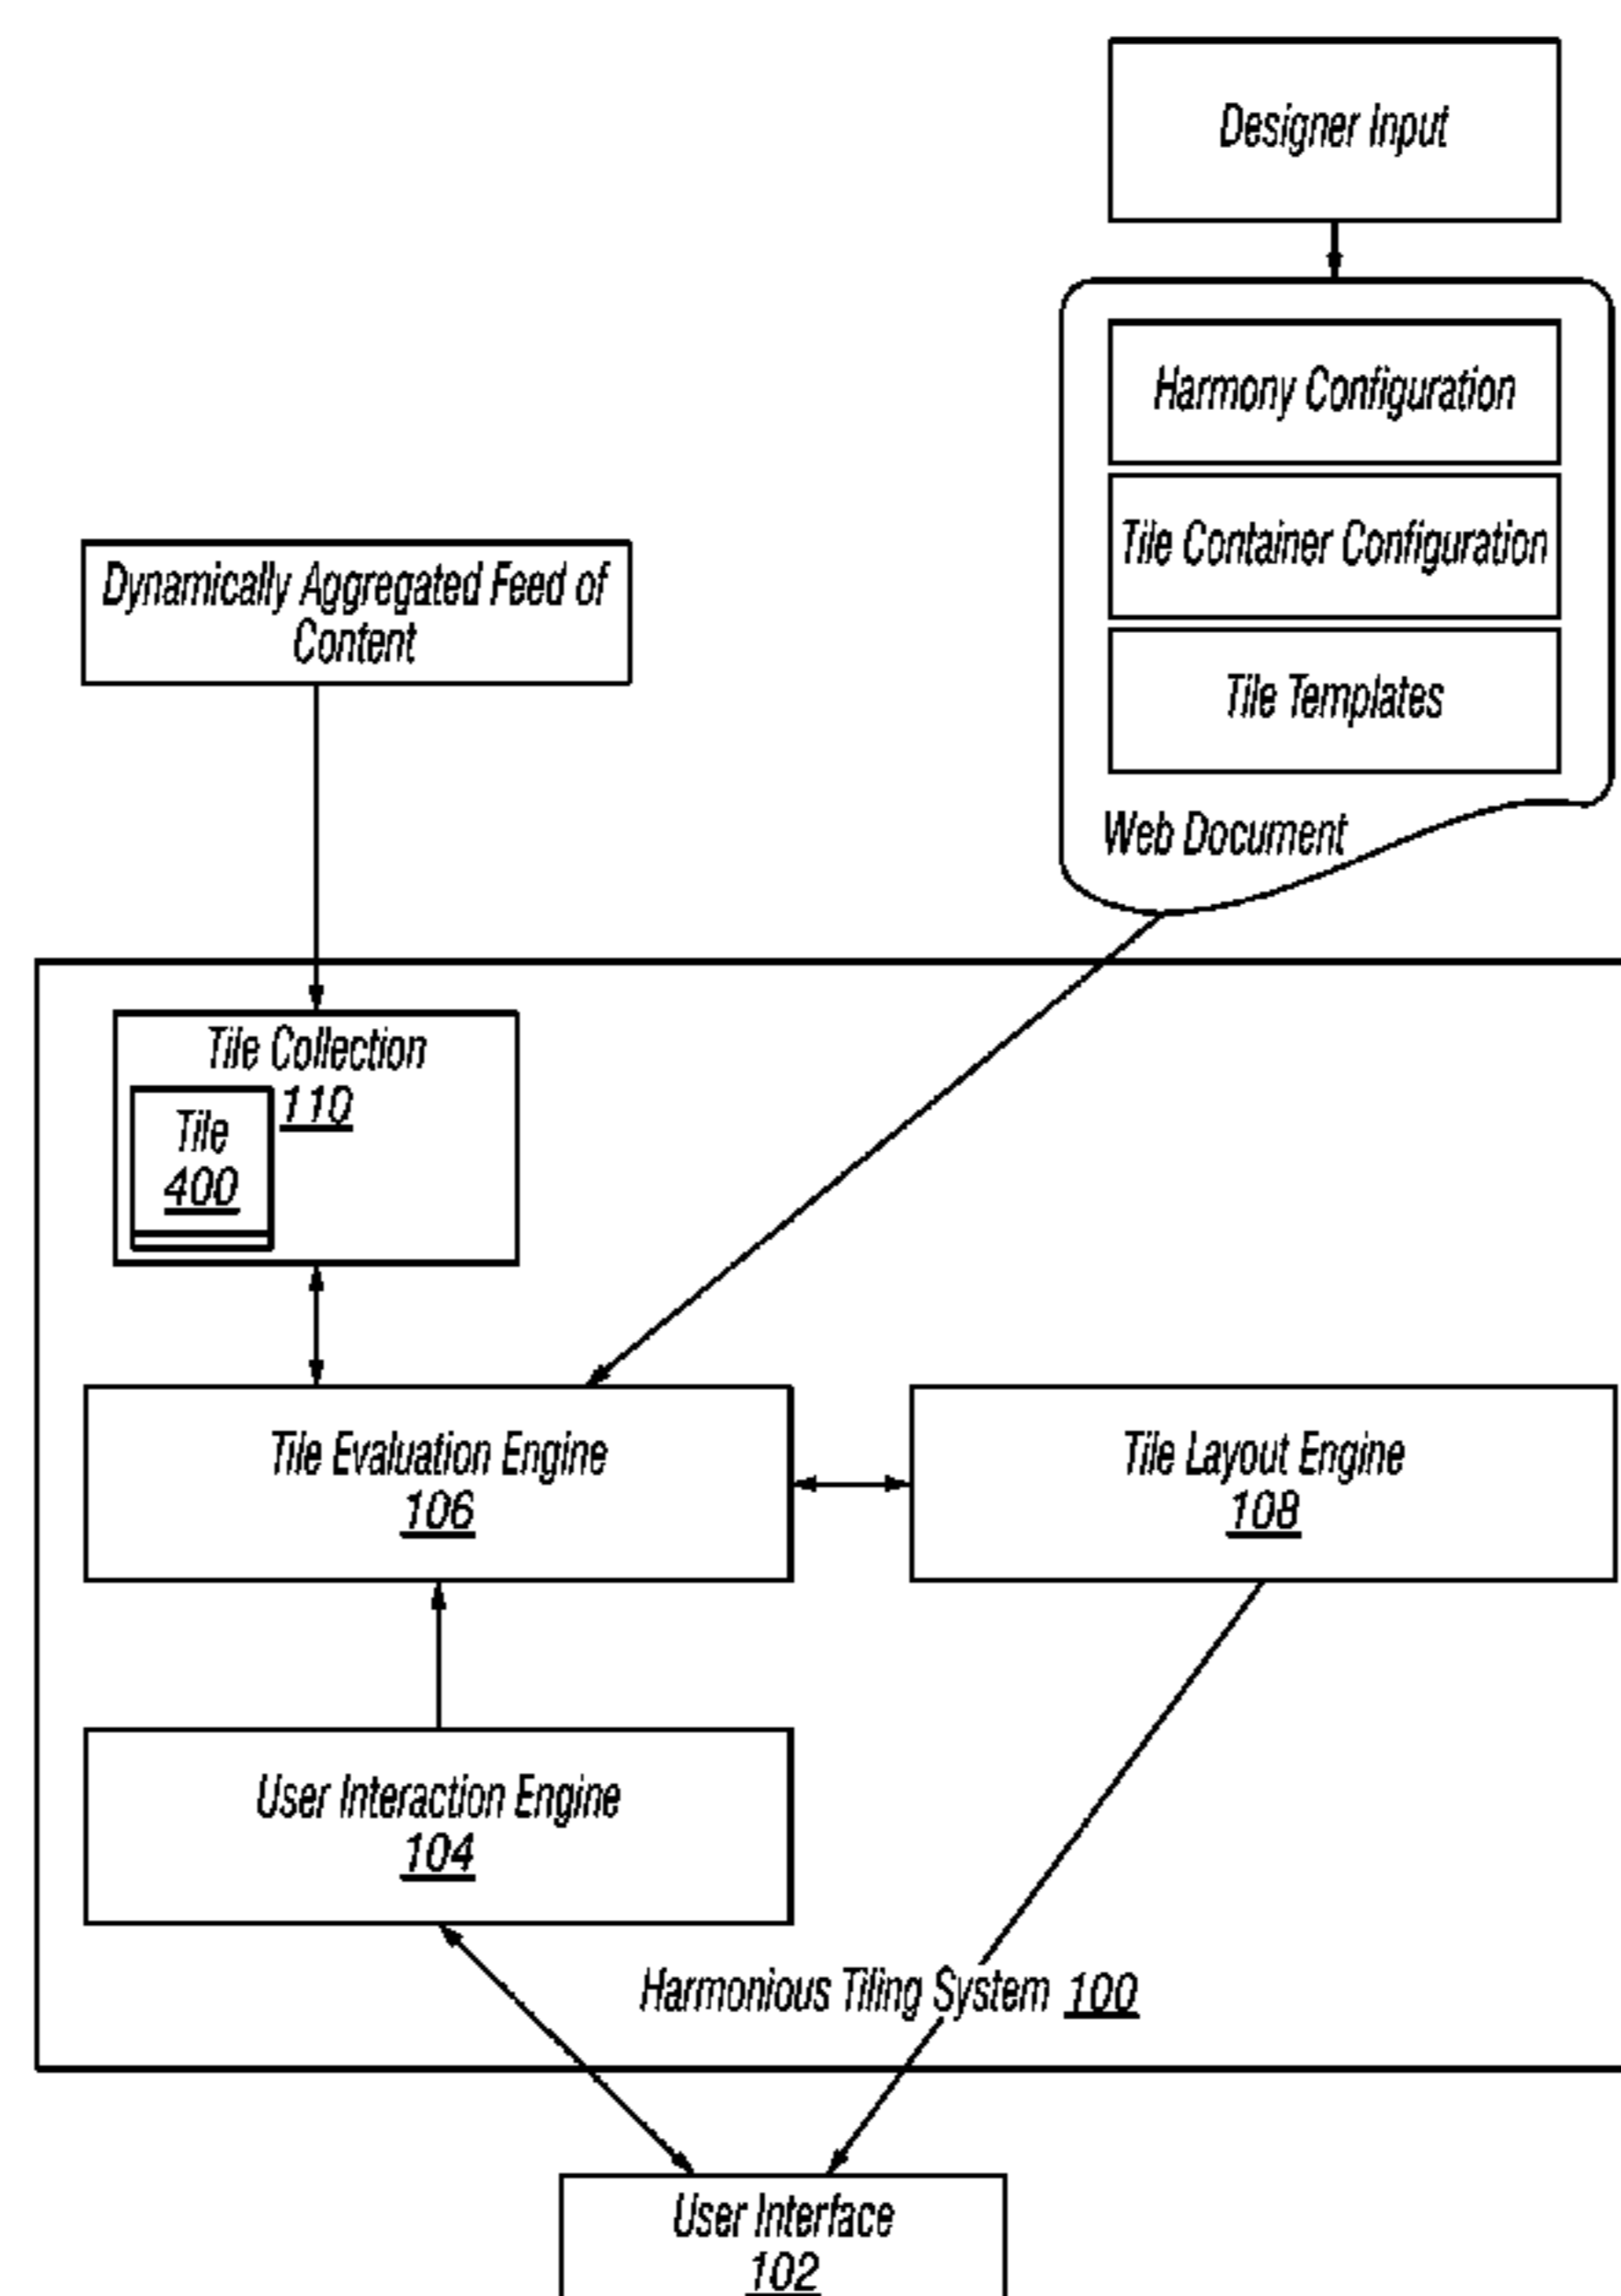 Designer Input
Harmony Configuration
Tile Container Configuration
Tile Templates
Web Document
Dynamically Aggregated Feed of
Content
Tile Collection
110
Tile
400
Tile Evaluation Engine
106
Tile Layout Engine
108
User Interaction Engine
104
Harmonious Tiling System 100
User Interface
102